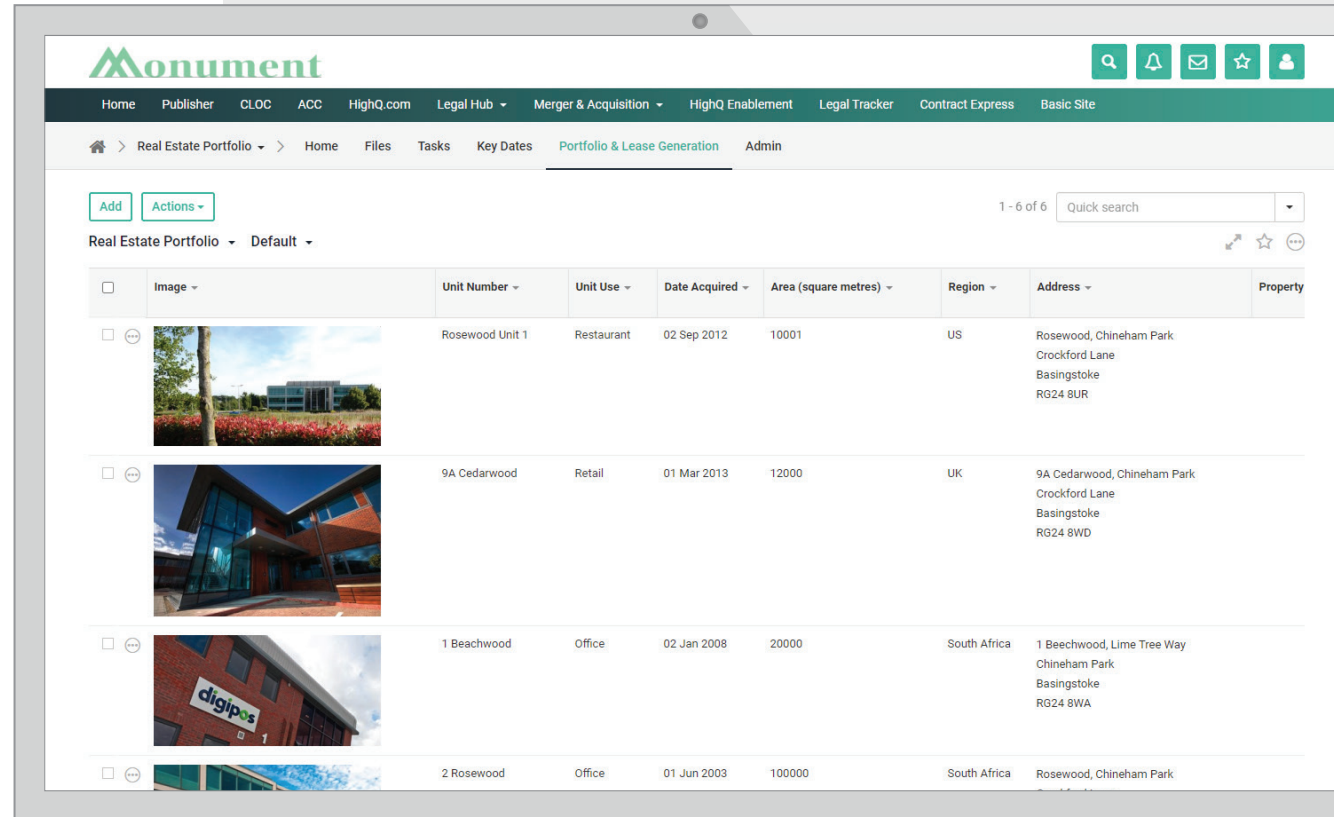 Monument
Home Publisher CLOC ACC HighQ.com Legal Hub Merger & Acquisition HighQ Enablement Legal Tracker Contract Express Basic Site
Real Estate Portfolio > Home Files Tasks Key Dates Portfolio & Lease Generation Admin
Add Actions 1 - 6 of 6 Quick search
Real Estate Portfolio Default
Image Unit Number Unit Use Date Acquired Area (square metres) Region Address Property
Rosewood Unit 1 Restaurant 02 Sep 2012 10001 US Rosewood, Chineham Park
Crockford Lane
Basingstoke
RG24 8UR
9A Cedarwood Retail 01 Mar 2013 12000 UK 9A Cedarwood, Chineham Park
Crockford Lane
Basingstoke
RG24 8WD
1 Beachwood Office 02 Jan 2008 20000 South Africa 1 Beechwood, Lime Tree Way
Chineham Park
Basingstoke
RG24 8WA
digipos
1
2 Rosewood Office 01 Jun 2003 100000 South Africa Rosewood, Chineham Park